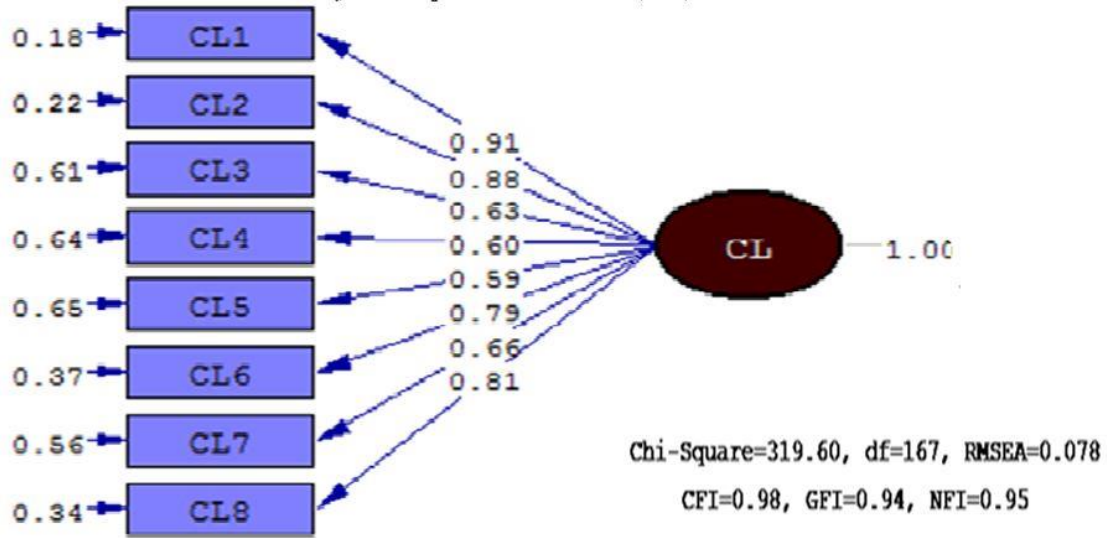 0.18 CL1
0.22 CL2
0.61 CL3
0.64 CL4
0.65 CL5
0.37 CL6
0.56 CL7
0.34 CL8
0.91
0.88
0.63
0.60
0.59
0.79
0.66
0.81
CL 1.00
Chi-Square=319.60, df=167, RMSEA=0.078
CFI=0.98, GFI=0.94, NFI=0.95